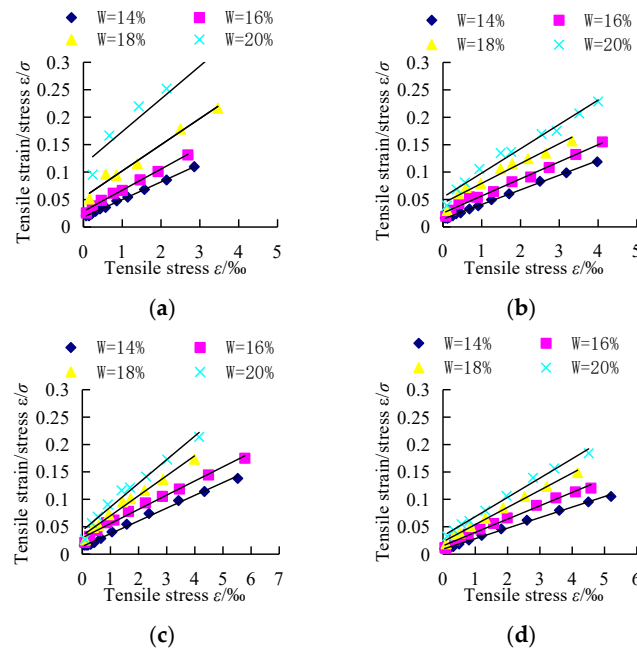 W=14% W=16%
W=18% W=20%
Tensile strain/stress ε/σ
0.3
0.25
0.2
0.15
0.1
0.05
0
0 1 2 3 4 5
Tensile stress ε/‰
(a)
W=14% W=16%
W=18% W=20%
Tensile strain/stress ε/σ
0.3
0.25
0.2
0.15
0.1
0.05
0
0 1 2 3 4 5
Tensile stress ε/‰
(b)
W=14% W=16%
W=18% W=20%
Tensile strain/stress ε/σ
0.3
0.25
0.2
0.15
0.1
0.05
0
0 1 2 3 4 5 6 7
Tensile stress ε/‰
(c)
W=14% W=16%
W=18% W=20%
Tensile strain/stress ε/σ
0.3
0.25
0.2
0.15
0.1
0.05
0
0 1 2 3 4 5 6
Tensile stress ε/‰
(d)